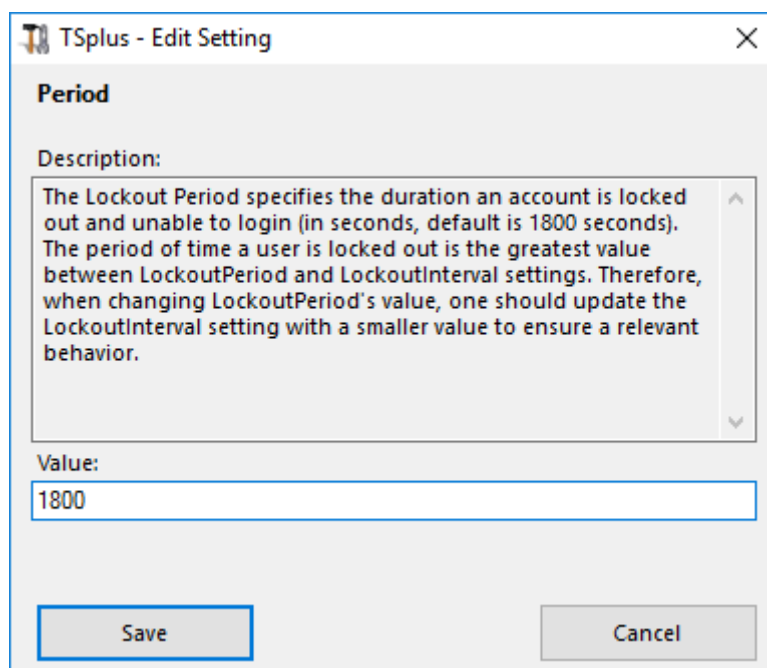 TSplus - Edit Setting
Period
Description:
The Lockout Period specifies the duration an account is locked
out and unable to login (in seconds, default is 1800 seconds).
The period of time a user is locked out is the greatest value
between LockoutPeriod and LockoutInterval settings. Therefore,
when changing LockoutPeriod's value, one should update the
LockoutInterval setting with a smaller value to ensure a relevant
behavior.
Value:
1800
Save
Cancel